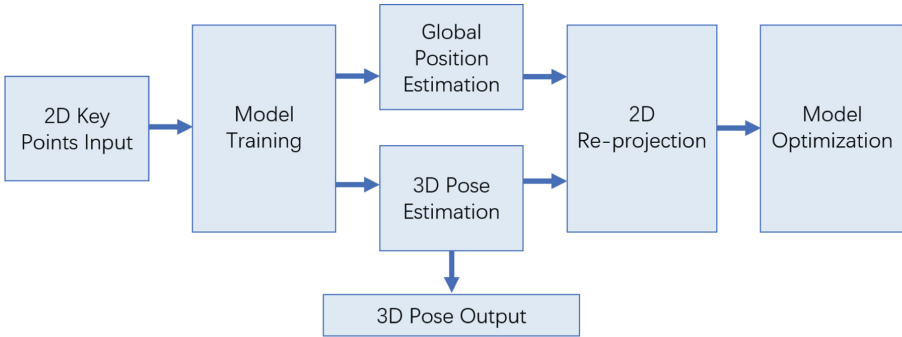 2D Key
Points Input
Model
Training
Global
Position
Estimation
3D Pose
Estimation
3D Pose Output
2D
Re-projection
Model
Optimization